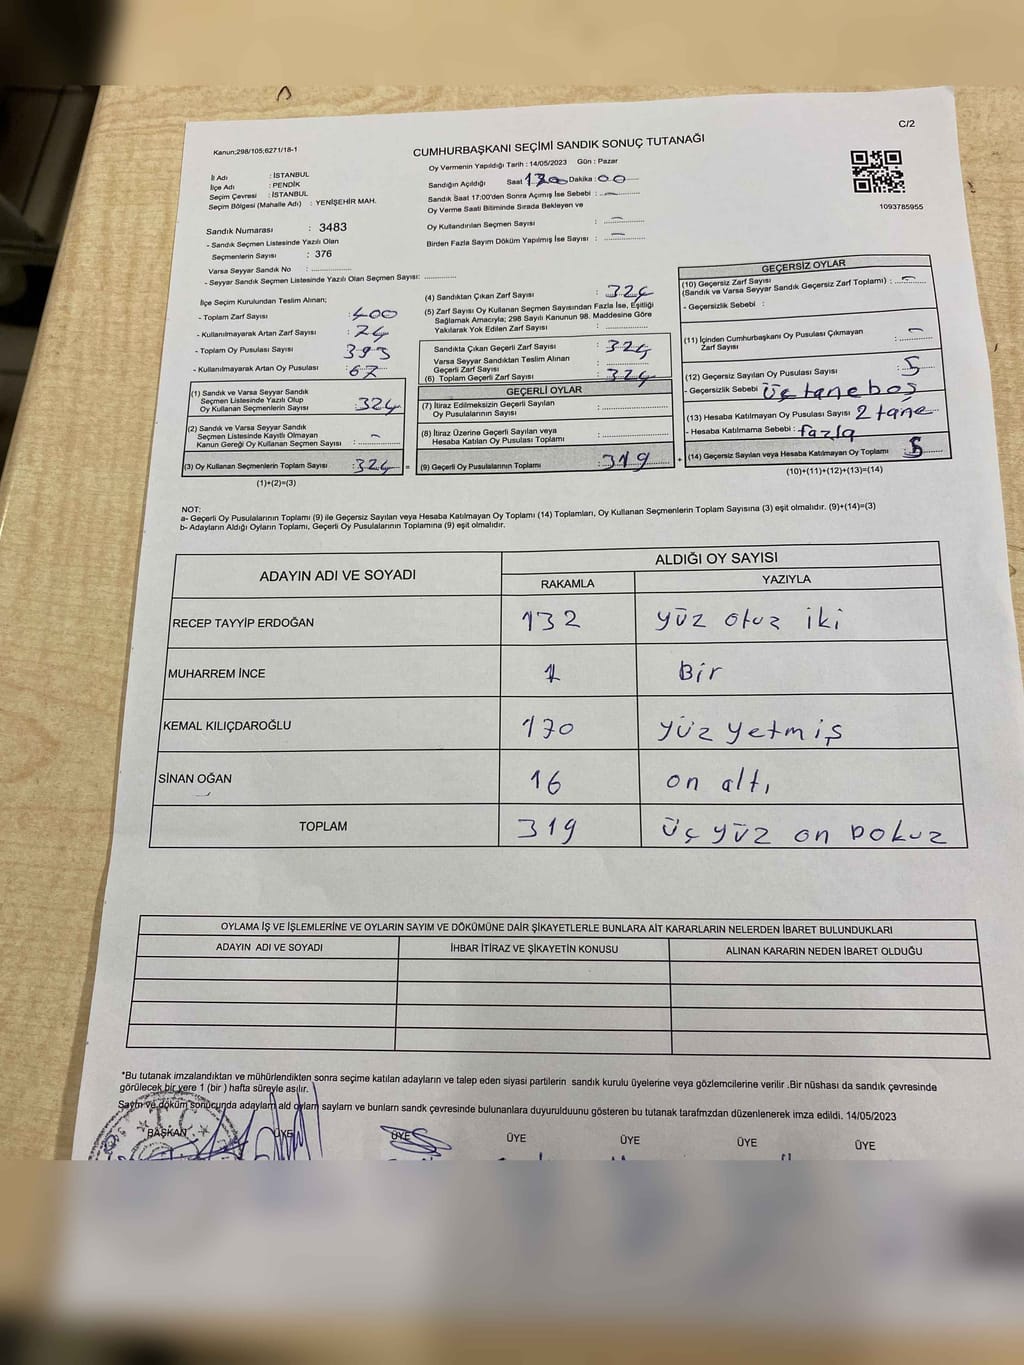 C/2
Kanun;298/105;6271/18-1
CUMHURBAŞKANI SEÇİMİ SANDIK SONUÇ TUTANAĞI
Oy Vermenin Yapıldığı Tarih : 14/05/2023 Gün : Pazar
İl Adı : İSTANBUL
İlçe Adı : PENDİK
Seçim Çevresi : İSTANBUL
Seçim Bölgesi (Mahalle Adı) : YENİŞEHİR MAH.
Sandığın Açıldığı Saat Dakika : 00
Sandık Saat 17:00'den Sonra Açımış İse Sebebi : –
Oy Verme Saati Bitiminde Sırada Bekleyen ve
Oy Kullandırılan Seçmen Sayısı : –
Birden Fazla Sayım Döküm Yapılmış İse Sayısı : –
1093785955
Sandık Numarası : 3483
- Sandık Seçmen Listesinde Yazılı Olan
Seçmenlerin Sayısı : 376
Varsa Seyyar Sandık No : ..............
- Seyyar Sandık Seçmen Listesinde Yazılı Olan Seçmen Sayısı: ............
İlçe Seçim Kurulundan Teslim Alınan;
- Toplam Zarf Sayısı : 400
- Kullanılmayarak Artan Zarf Sayısı : 74
- Toplam Oy Pusulası Sayısı 393
- Kullanılmayarak Artan Oy Pusulası : 67
(1) Sandık ve Varsa Seyyar Sandık
Seçmen Listesinde Yazılı Olup
Oy Kullanan Seçmenlerin Sayısı 324
(2) Sandık ve Varsa Seyyar Sandık
Seçmen Listesinde Kayıtlı Olmayan
Kanun Gereği Oy Kullanan Seçmen Sayısı : –
(3) Oy Kullanan Seçmenlerin Toplam Sayısı : 324 =
(1)+(2)=(3)
(4) Sandıktan Çıkan Zarf Sayısı : 324
(5) Zarf Sayısı Oy Kullanan Seçmen Sayısından Fazla İse, Eşitliği
Sağlamak Amacıyla; 298 Sayılı Kanunun 98. Maddesine Göre
Yakılarak Yok Edilen Zarf Sayısı : ............
Sandıkta Çıkan Geçerli Zarf Sayısı : 324
Varsa Seyyar Sandıktan Teslim Alınan
Geçerli Zarf Sayısı : ............
(6) Toplam Geçerli Zarf Sayısı : 324
GEÇERLİ OYLAR
(7) İtiraz Edilmeksizin Geçerli Sayılan
Oy Pusulalarının Sayısı : ............
(8) İtiraz Üzerine Geçerli Sayılan veya
Hesaba Katılan Oy Pusulası Toplamı : ............
(9) Geçerli Oy Pusulalarının Toplamı : 319 +
GEÇERSİZ OYLAR
(10) Geçersiz Zarf Sayısı
(Sandık ve Varsa Seyyar Sandık Geçersiz Zarf Toplamı) : –
- Geçersizlik Sebebi :
(11) İçinden Cumhurbaşkanı Oy Pusulası Çıkmayan
Zarf Sayısı : –
(12) Geçersiz Sayılan Oy Pusulası Sayısı : 5
- Geçersizlik Sebebi Üç tane boş
(13) Hesaba Katılmayan Oy Pusulası Sayısı 2 tane
- Hesaba Katılmama Sebebi : fazla
(14) Geçersiz Sayılan veya Hesaba Katılmayan Oy Toplamı 5
(10)+(11)+(12)+(13)=(14)
NOT:
a- Geçerli Oy Pusulalarının Toplamı (9) ile Geçersiz Sayılan veya Hesaba Katılmayan Oy Toplamı (14) Toplamları, Oy Kullanan Seçmenlerin Toplam Sayısına (3) eşit olmalıdır. (9)+(14)=(3)
b- Adayların Aldığı Oyların Toplamı, Geçerli Oy Pusulalarının Toplamına (9) eşit olmalıdır.
ADAYIN ADI VE SOYADI ALDIĞI OY SAYISI
RAKAMLA YAZIYLA
RECEP TAYYİP ERDOĞAN 132 yüz otuz iki
MUHARREM İNCE 1 Bir
KEMAL KILIÇDAROĞLU 170 yüz yetmiş
SİNAN OĞAN 16 on altı
TOPLAM 319 üç yüz on Dokuz
OYLAMA İŞ VE İŞLEMLERİNE VE OYLARIN SAYIM VE DÖKÜMÜNE DAİR ŞİKAYETLERLE BUNLARA AİT KARARLARIN NELERDEN İBARET BULUNDUKLARI
ADAYIN ADI VE SOYADI İHBAR İTİRAZ VE ŞİKAYETİN KONUSU ALINAN KARARIN NEDEN İBARET OLDUĞU
*Bu tutanak imzalandıktan ve mühürlendikten sonra seçime katılan adayların ve talep eden siyasi partilerin sandık kurulu üyelerine veya gözlemcilerine verilir .Bir nüshası da sandık çevresinde
görülecek bir yere 1 (bir ) hafta süreyle asılır.
Sayım ve döküm sonucunda adayların ald oyların saylarn ve bunlarn sandk çevresinde bulunanlara duyurulduunu gösteren bu tutanak tarafmzdan düzenlenerek imza edildi. 14/05/2023
BAŞKAN ÜYE ÜYE ÜYE ÜYE ÜYE ÜYE
T.C.